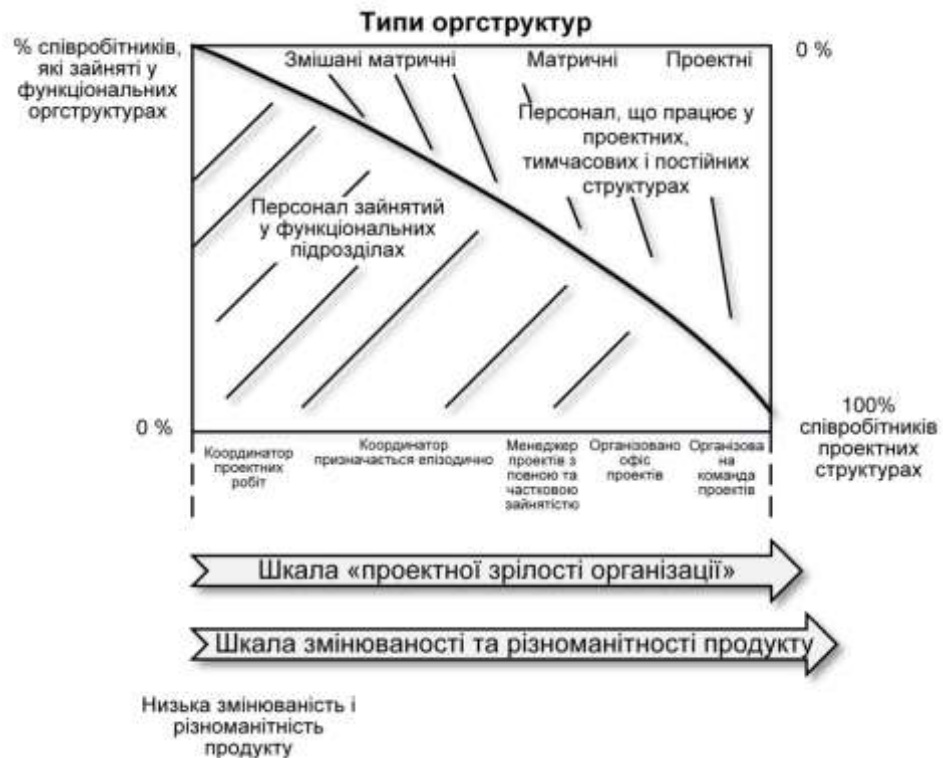 Типи оргструктур
% співробітників,
які зайняті у
функціональних
оргструктурах
Змішані матричні
Матричні
Проектні
0 %
Персонал, що працює у
проектних,
тимчасових і постійних
структурах
Персонал зайнятий
у функціональних
підрозділах
0 %
100%
співробітників
проектних
структурах
Координатор
проектних
робіт
Координатор
призначається епізодично
Менеджер
проектів з
повною та
частковою
зайнятістю
Організовано
офіс
проектів
Організова
на
команда
проектів
Шкала «проектної зрілості організації»
Шкала змінюваності та різноманітності продукту
Низька змінюваність і
різноманітність
продукту